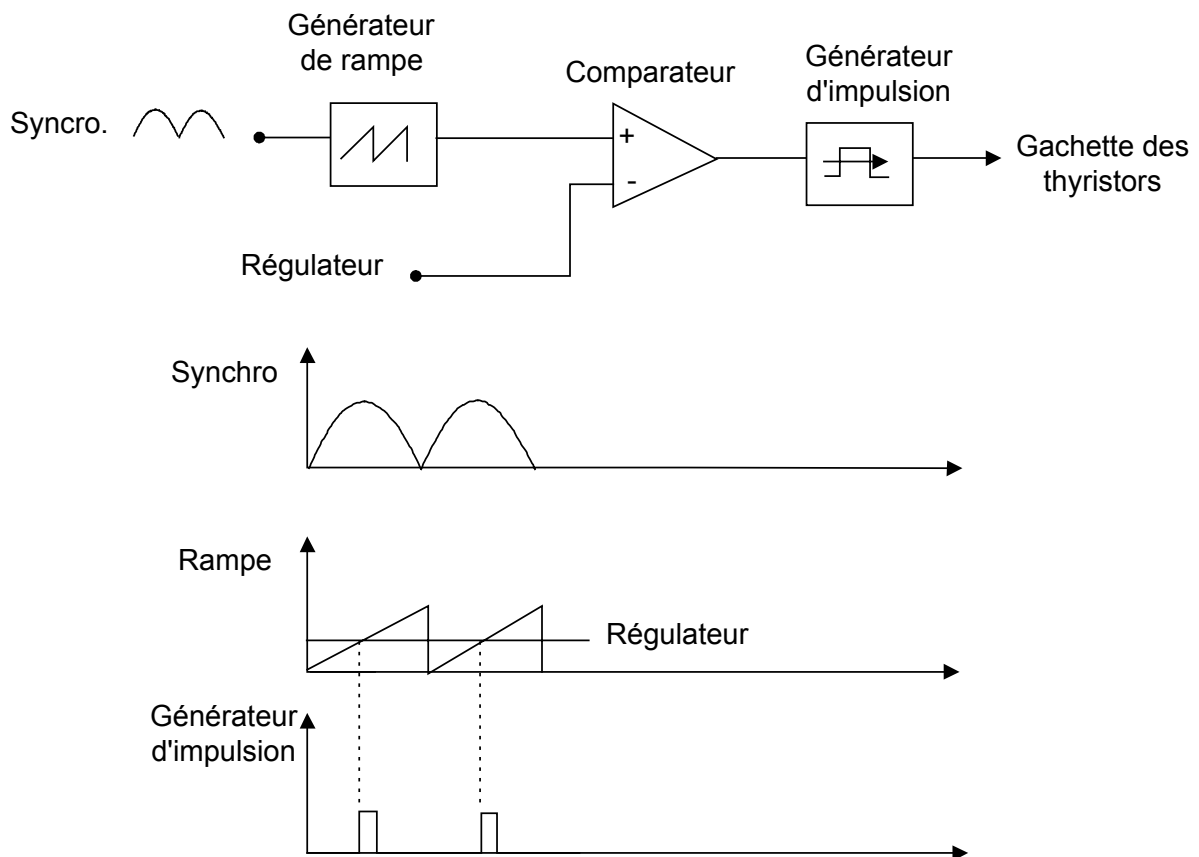 Générateur
de rampe
Comparateur
Générateur
d'impulsion
Syncro.
+
-
Gachette des
thyristors
Régulateur
Synchro
Rampe
Régulateur
Générateur
d'impulsion